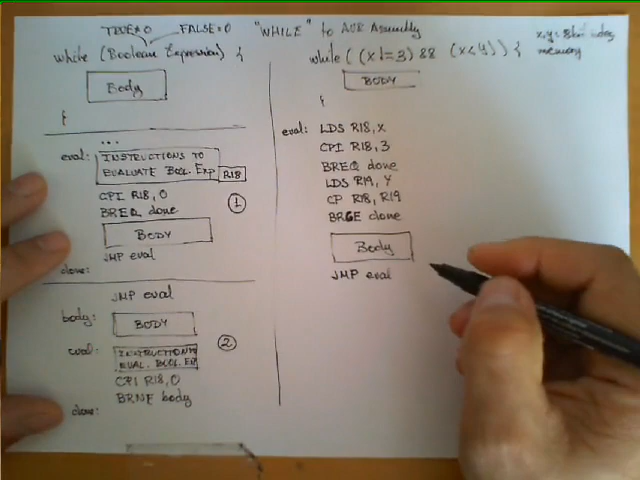 TRUE≠0 FALSE=0
"WHILE" to AVR Assembly
while (Boolean Expression) {
Body
}
...
eval: INSTRUCTIONS TO
EVALUATE BOOL. EXP R18
CPI R18, 0
BREQ done
1
BODY
JMP eval
done:
JMP eval
body: BODY
eval: INSTRUCTIONS
EVAL. BOOL. EXP
2
CPI R18, 0
BRNE body
done:
while ( (x!=3) && (x<y)) {
x, y = 8bit
memory
BODY
}
eval: LDS R18, X
CPI R18, 3
BREQ done
LDS R19, Y
CP R18, R19
BRGE done
Body
JMP eval